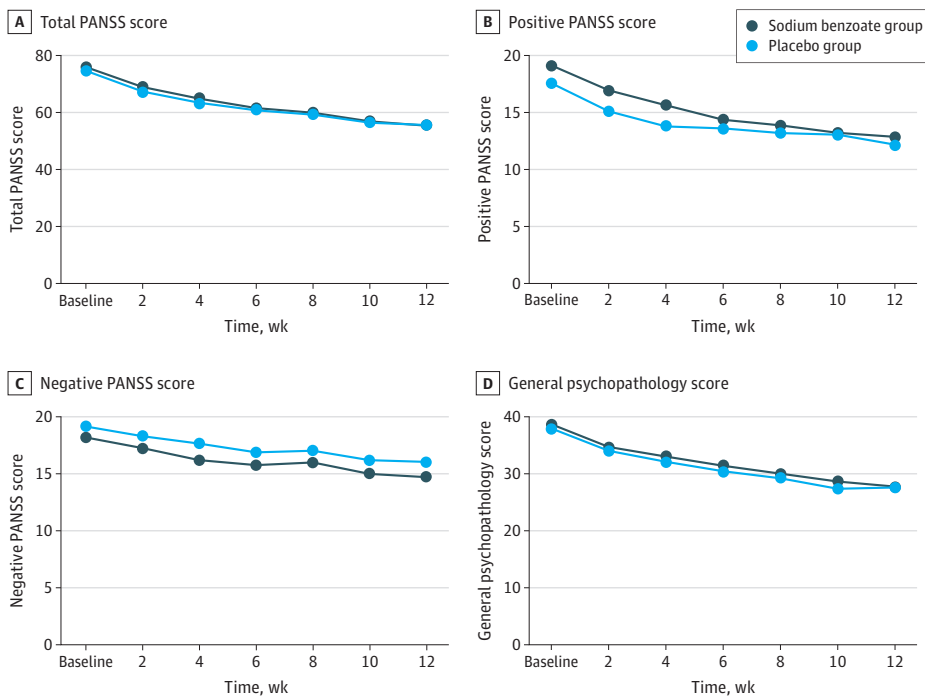 A Total PANSS score
Total PANSS score
80
60
40
20
0
Baseline 2 4 6 8 10 12
Time, wk
B Positive PANSS score
Sodium benzoate group
Placebo group
Positive PANSS score
20
15
10
5
0
Baseline 2 4 6 8 10 12
Time, wk
C Negative PANSS score
Negative PANSS score
20
15
10
5
0
Baseline 2 4 6 8 10 12
Time, wk
D General psychopathology score
General psychopathology score
40
30
20
10
0
Baseline 2 4 6 8 10 12
Time, wk